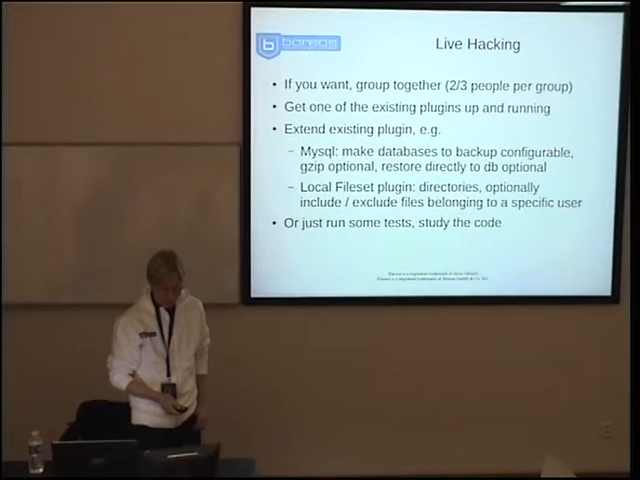 bareos
Live Hacking
• If you want, group together (2/3 people per group)
• Get one of the existing plugins up and running
• Extend existing plugin, e.g.
– Mysql: make databases to backup configurable,
gzip optional, restore directly to db optional
– Local Fileset plugin: directories, optionally
include / exclude files belonging to a specific user
• Or just run some tests, study the code